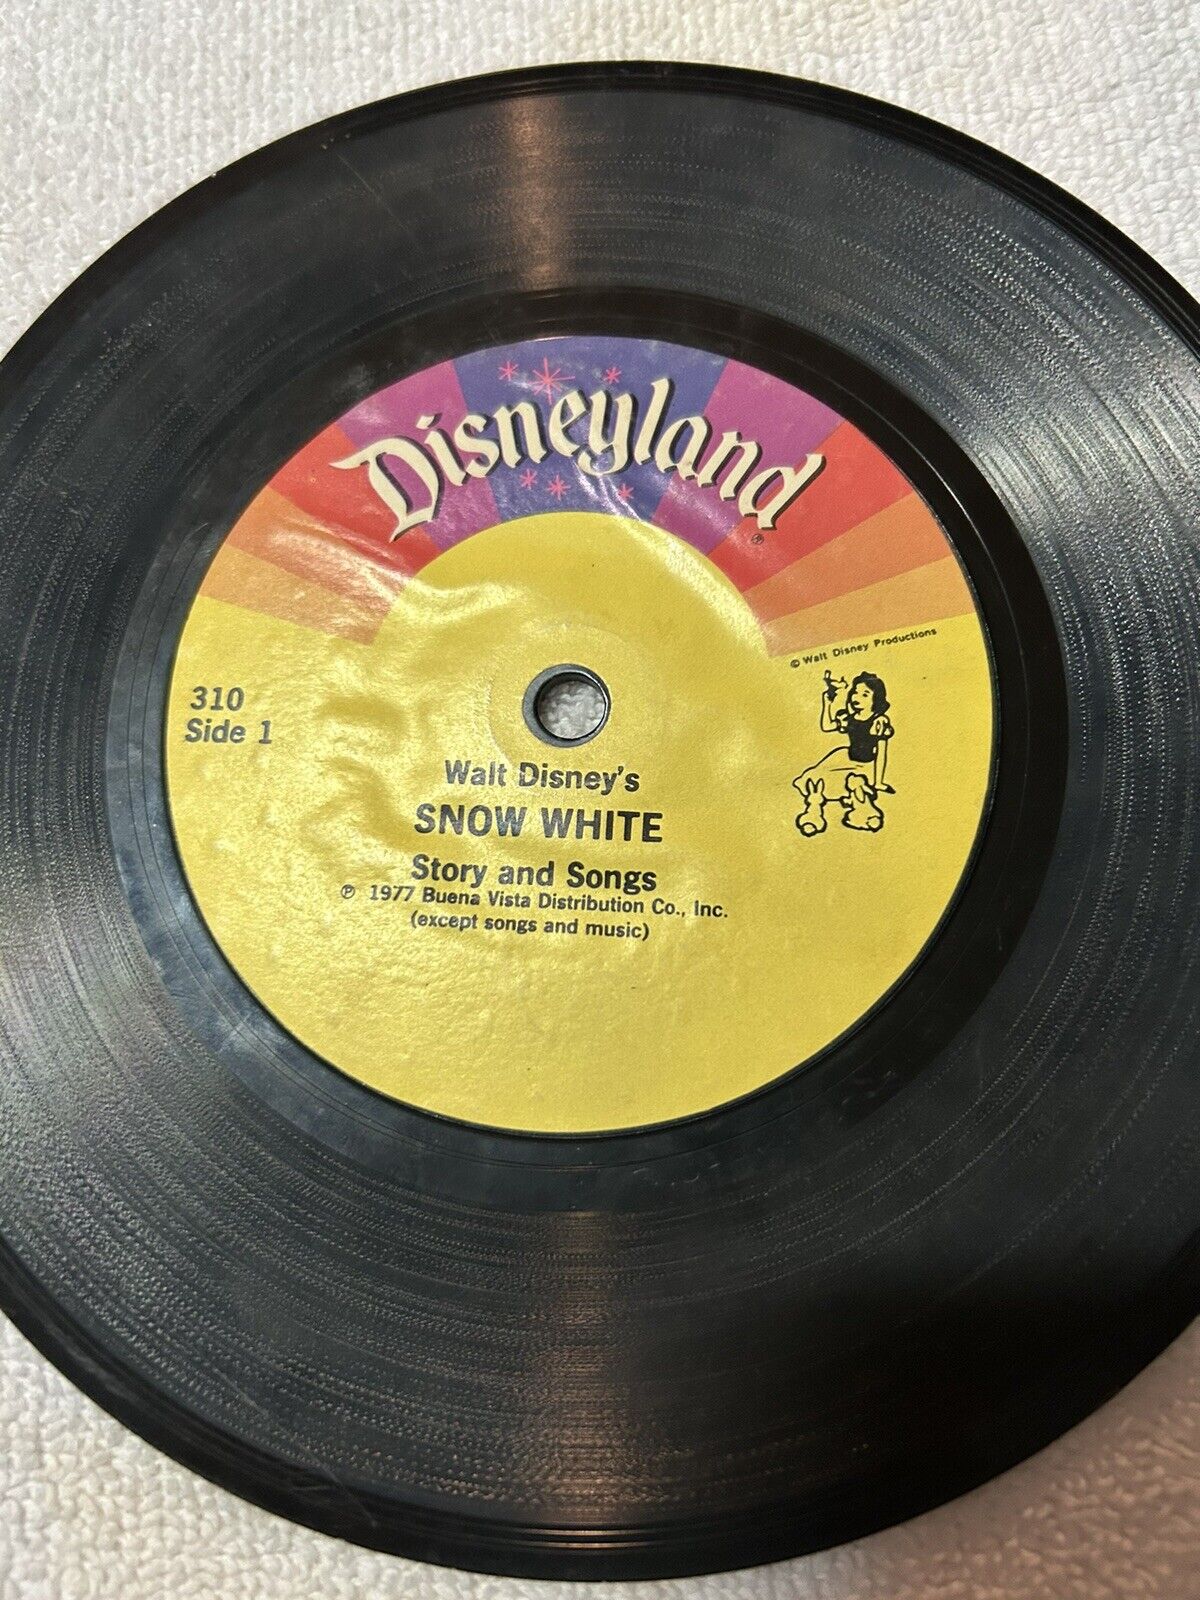 Disneyland
®
© Walt Disney Productions
310
Side 1
Walt Disney's
SNOW WHITE
Story and Songs
℗ 1977 Buena Vista Distribution Co., Inc.
(except songs and music)